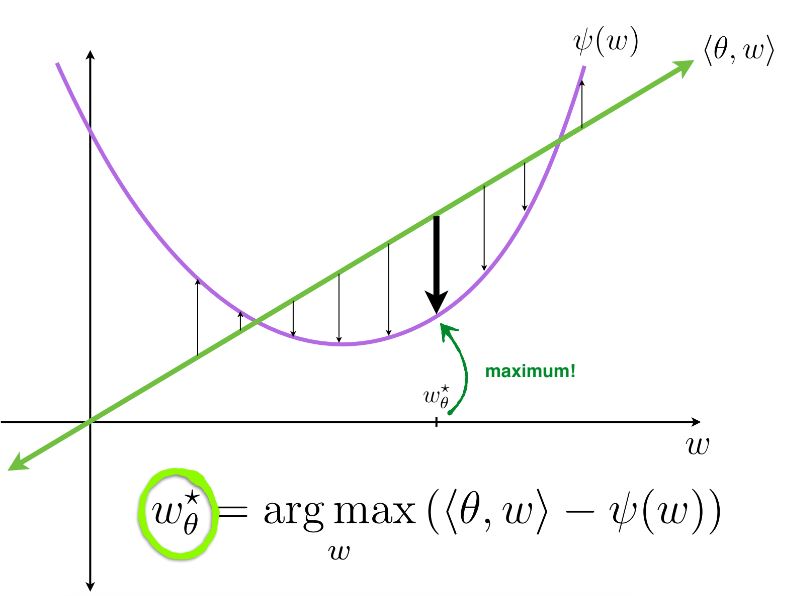 ψ(w)
⟨θ, w⟩
maximum!
w⋆θ
w
w⋆θ = arg max (⟨θ, w⟩ − ψ(w))
w